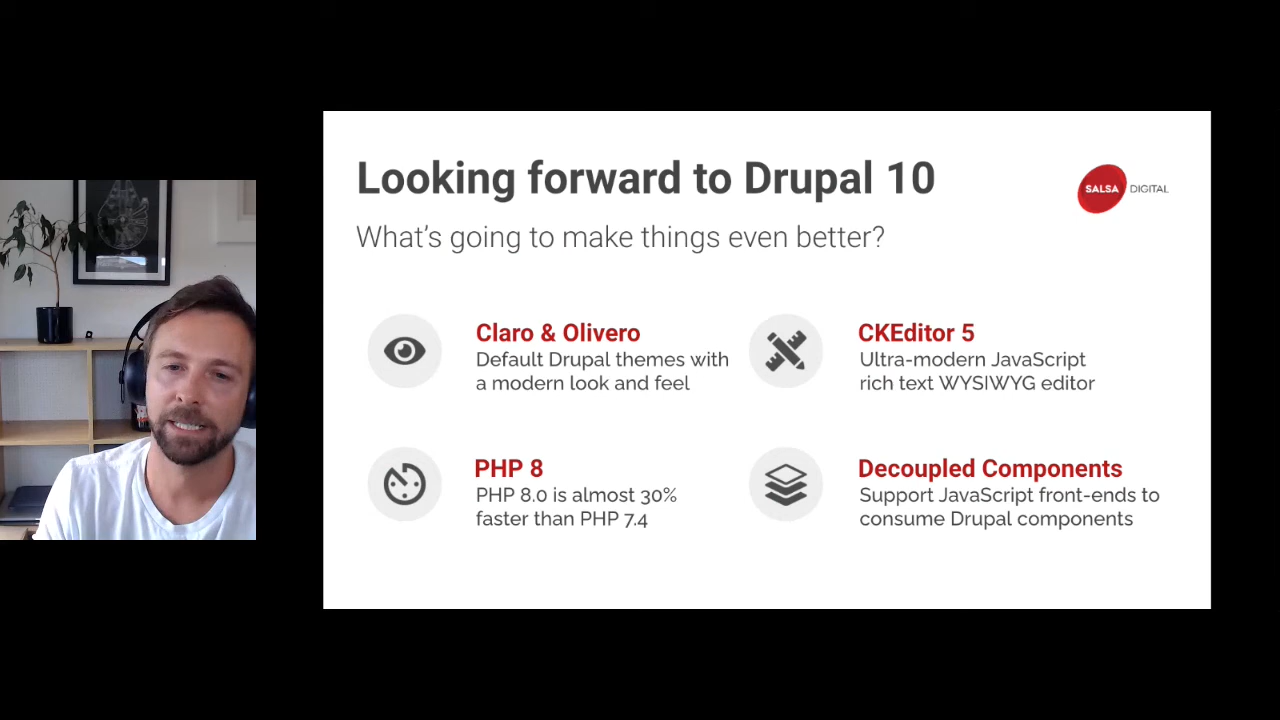 Looking forward to Drupal 10
SALSA DIGITAL
What's going to make things even better?
Claro & Olivero
Default Drupal themes with
a modern look and feel
CKEditor 5
Ultra-modern JavaScript
rich text WYSIWYG editor
PHP 8
PHP 8.0 is almost 30%
faster than PHP 7.4
Decoupled Components
Support JavaScript front-ends to
consume Drupal components